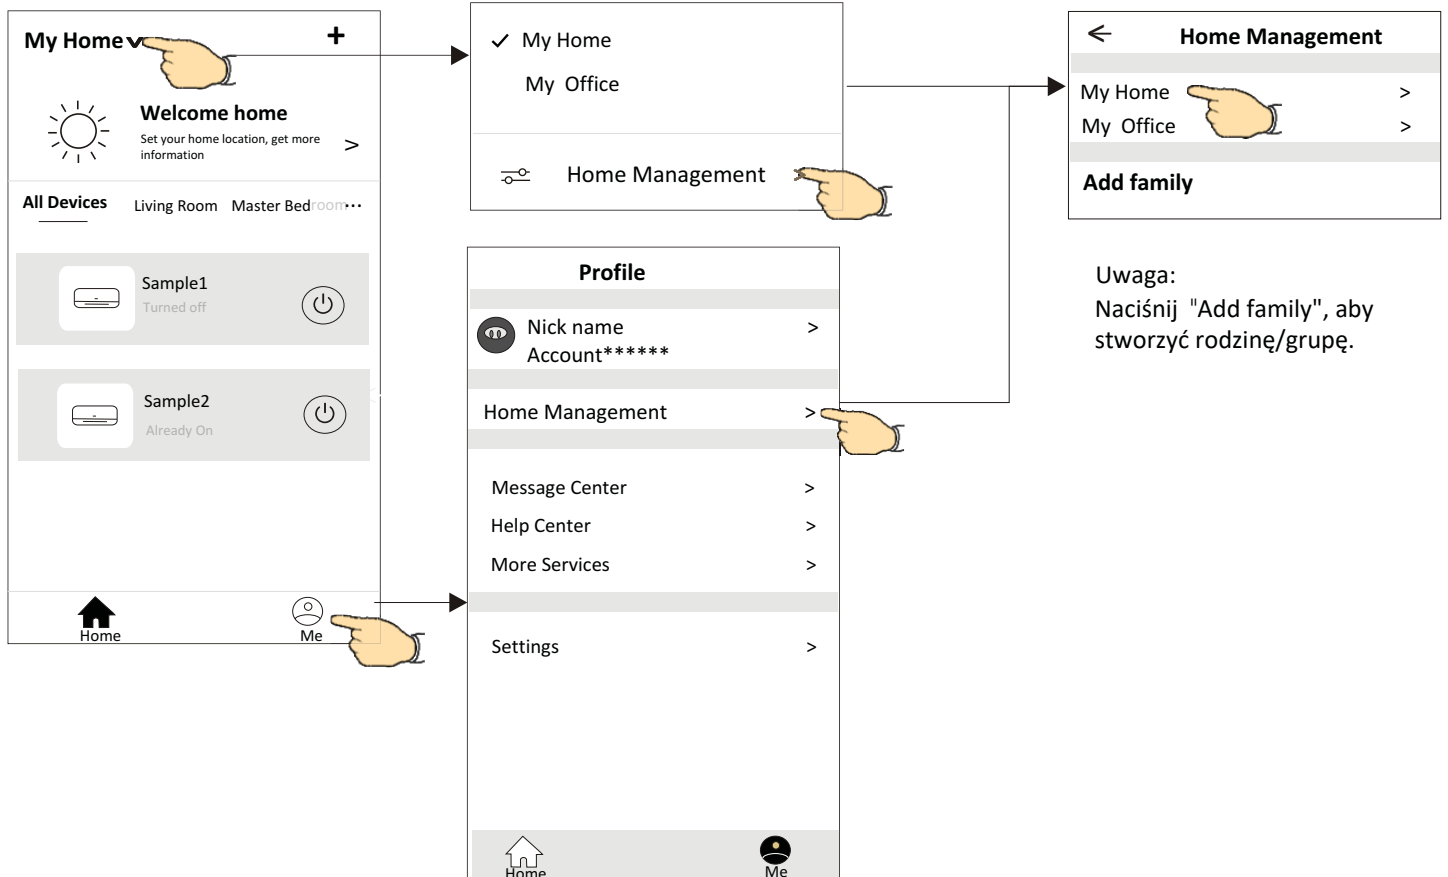 My Home
+
Welcome home
Set your home location, get more
information
>
All Devices
Living Room
Master Bedroom...
Sample1
Turned off
Sample2
Already On
Home
Me
✓ My Home
My Office
Home Management
Profile
Nick name >
Account******
Home Management >
Message Center >
Help Center >
More Services >
Settings >
Home
Me
Home Management
My Home >
My Office >
Add family
Uwaga:
Naciśnij "Add family", aby
stworzyć rodzinę/grupę.